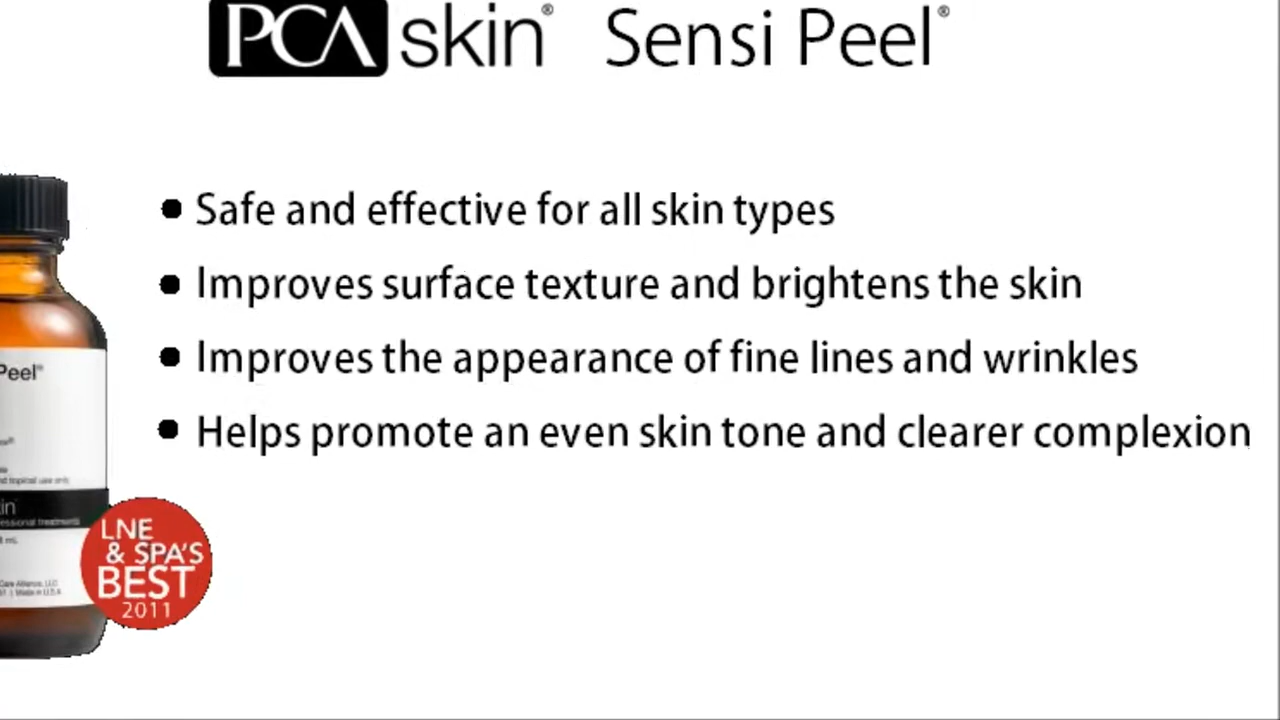 PCA skin® Sensi Peel®
• Safe and effective for all skin types
• Improves surface texture and brightens the skin
• Improves the appearance of fine lines and wrinkles
• Helps promote an even skin tone and clearer complexion
Peel®
LNE
& SPA'S
BEST
2011